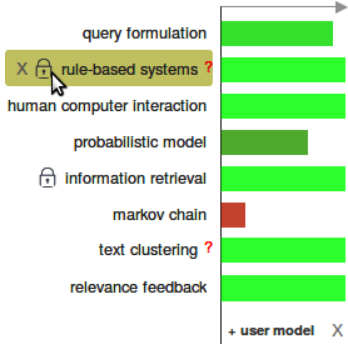 query formulation
X rule-based systems ?
human computer interaction
probabilistic model
information retrieval
markov chain
text clustering ?
relevance feedback
+ user model X